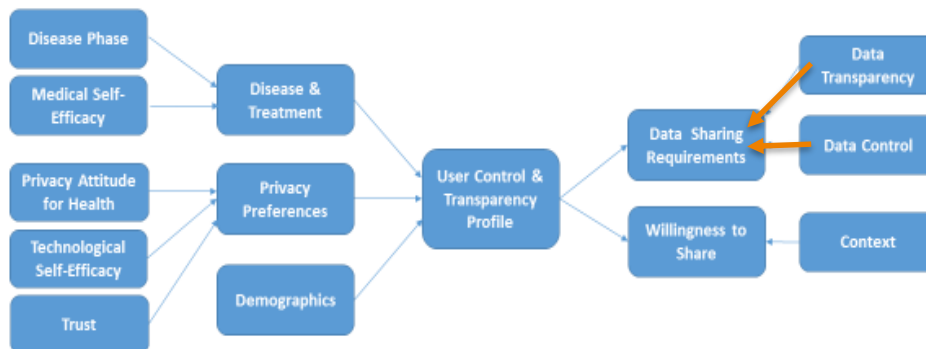 Disease Phase
Medical Self-
Efficacy
Privacy Attitude
for Health
Technological
Self-Efficacy
Trust
Disease &
Treatment
Privacy
Preferences
Demographics
User Control &
Transparency
Profile
Data Sharing
Requirements
Willingness to
Share
Data
Transparency
Data Control
Context